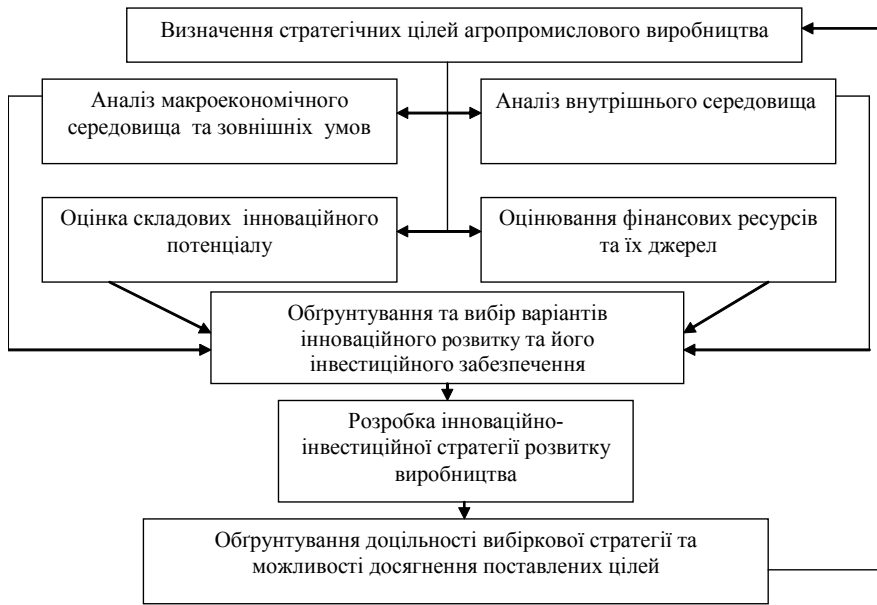 Визначення стратегічних цілей агропромислового виробництва
Аналіз макроекономічного
середовища та зовнішніх умов
Аналіз внутрішнього середовища
Оцінка складових інноваційного
потенціалу
Оцінювання фінансових ресурсів
та їх джерел
Обґрунтування та вибір варіантів
інноваційного розвитку та його
інвестиційного забезпечення
Розробка інноваційно-
інвестиційної стратегії розвитку
виробництва
Обґрунтування доцільності вибіркової стратегії та
можливості досягнення поставлених цілей